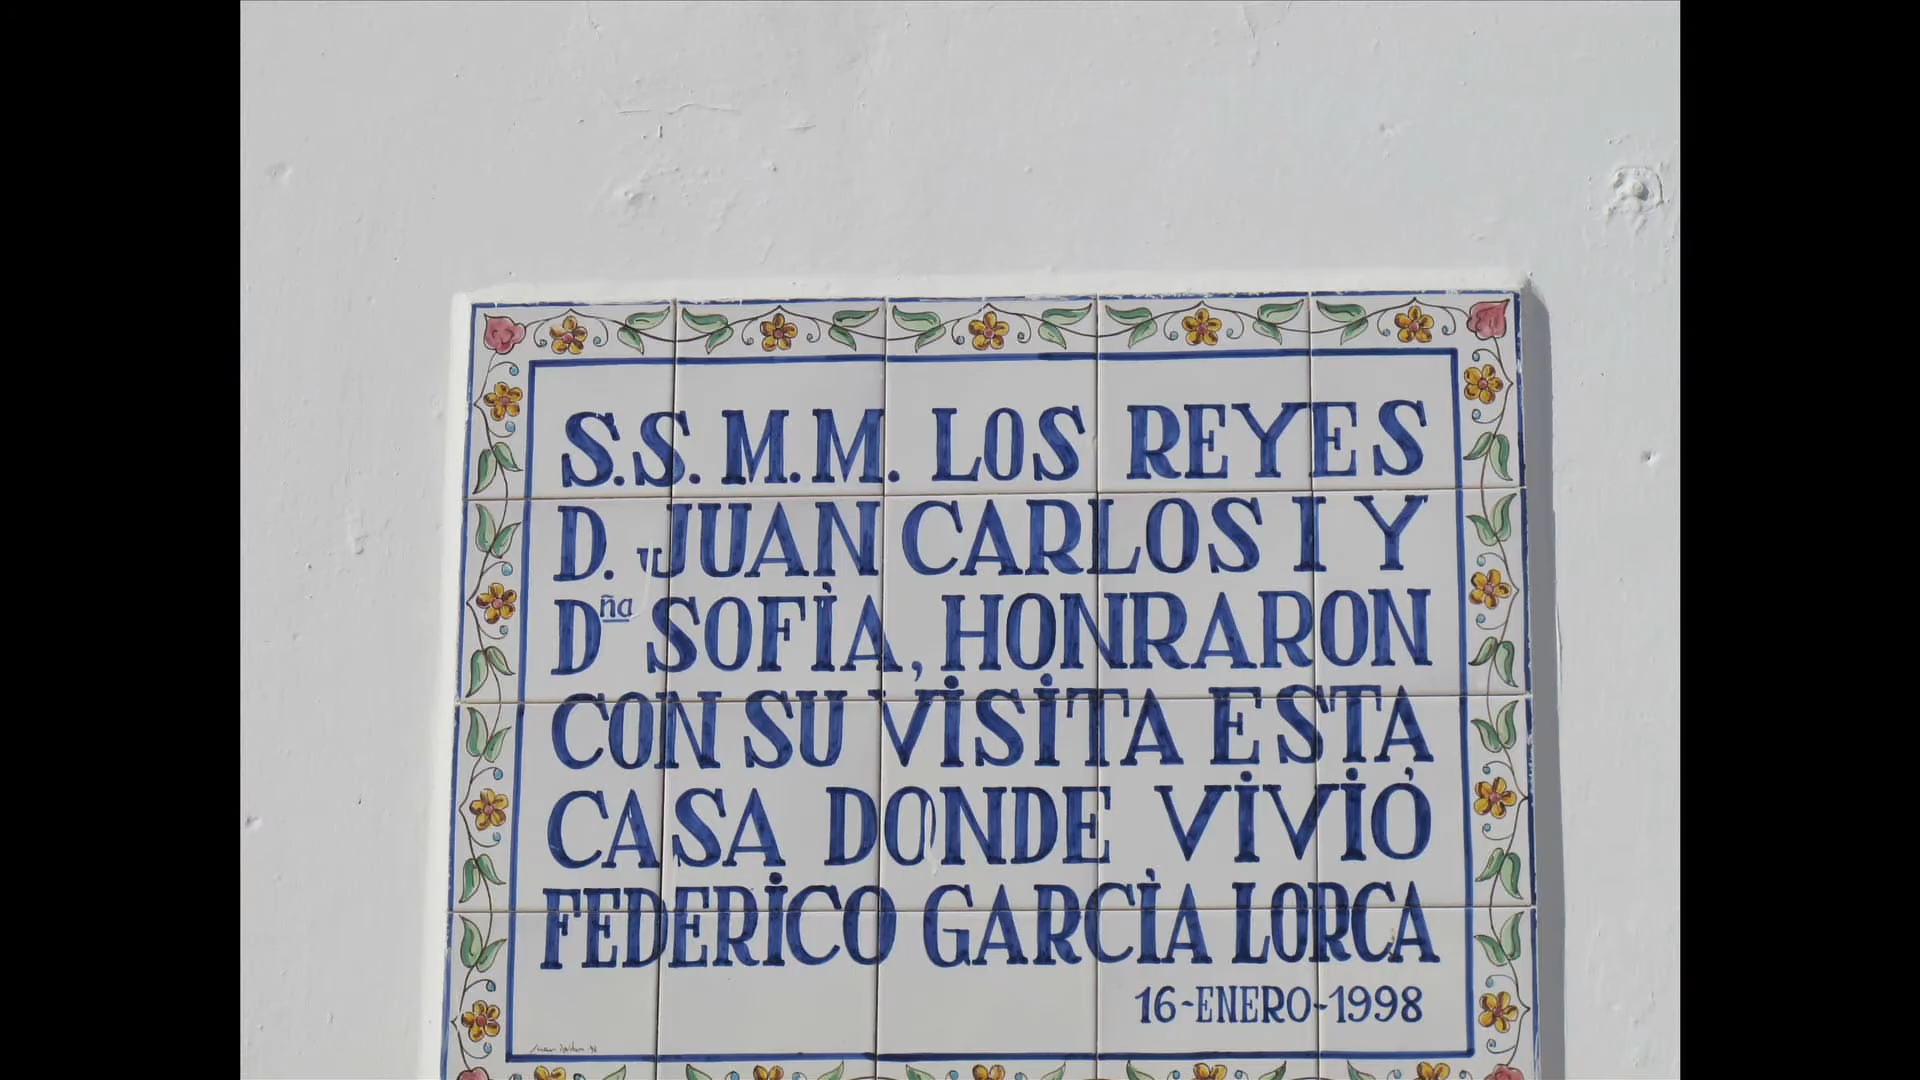 S.S. M.M. LOS REYES
D. JUAN CARLOS I Y
Dña SOFÍA, HONRARON
CON SU VISITA ESTA
CASA DONDE VIVIÓ
FEDERICO GARCÍA LORCA
16-ENERO-1998